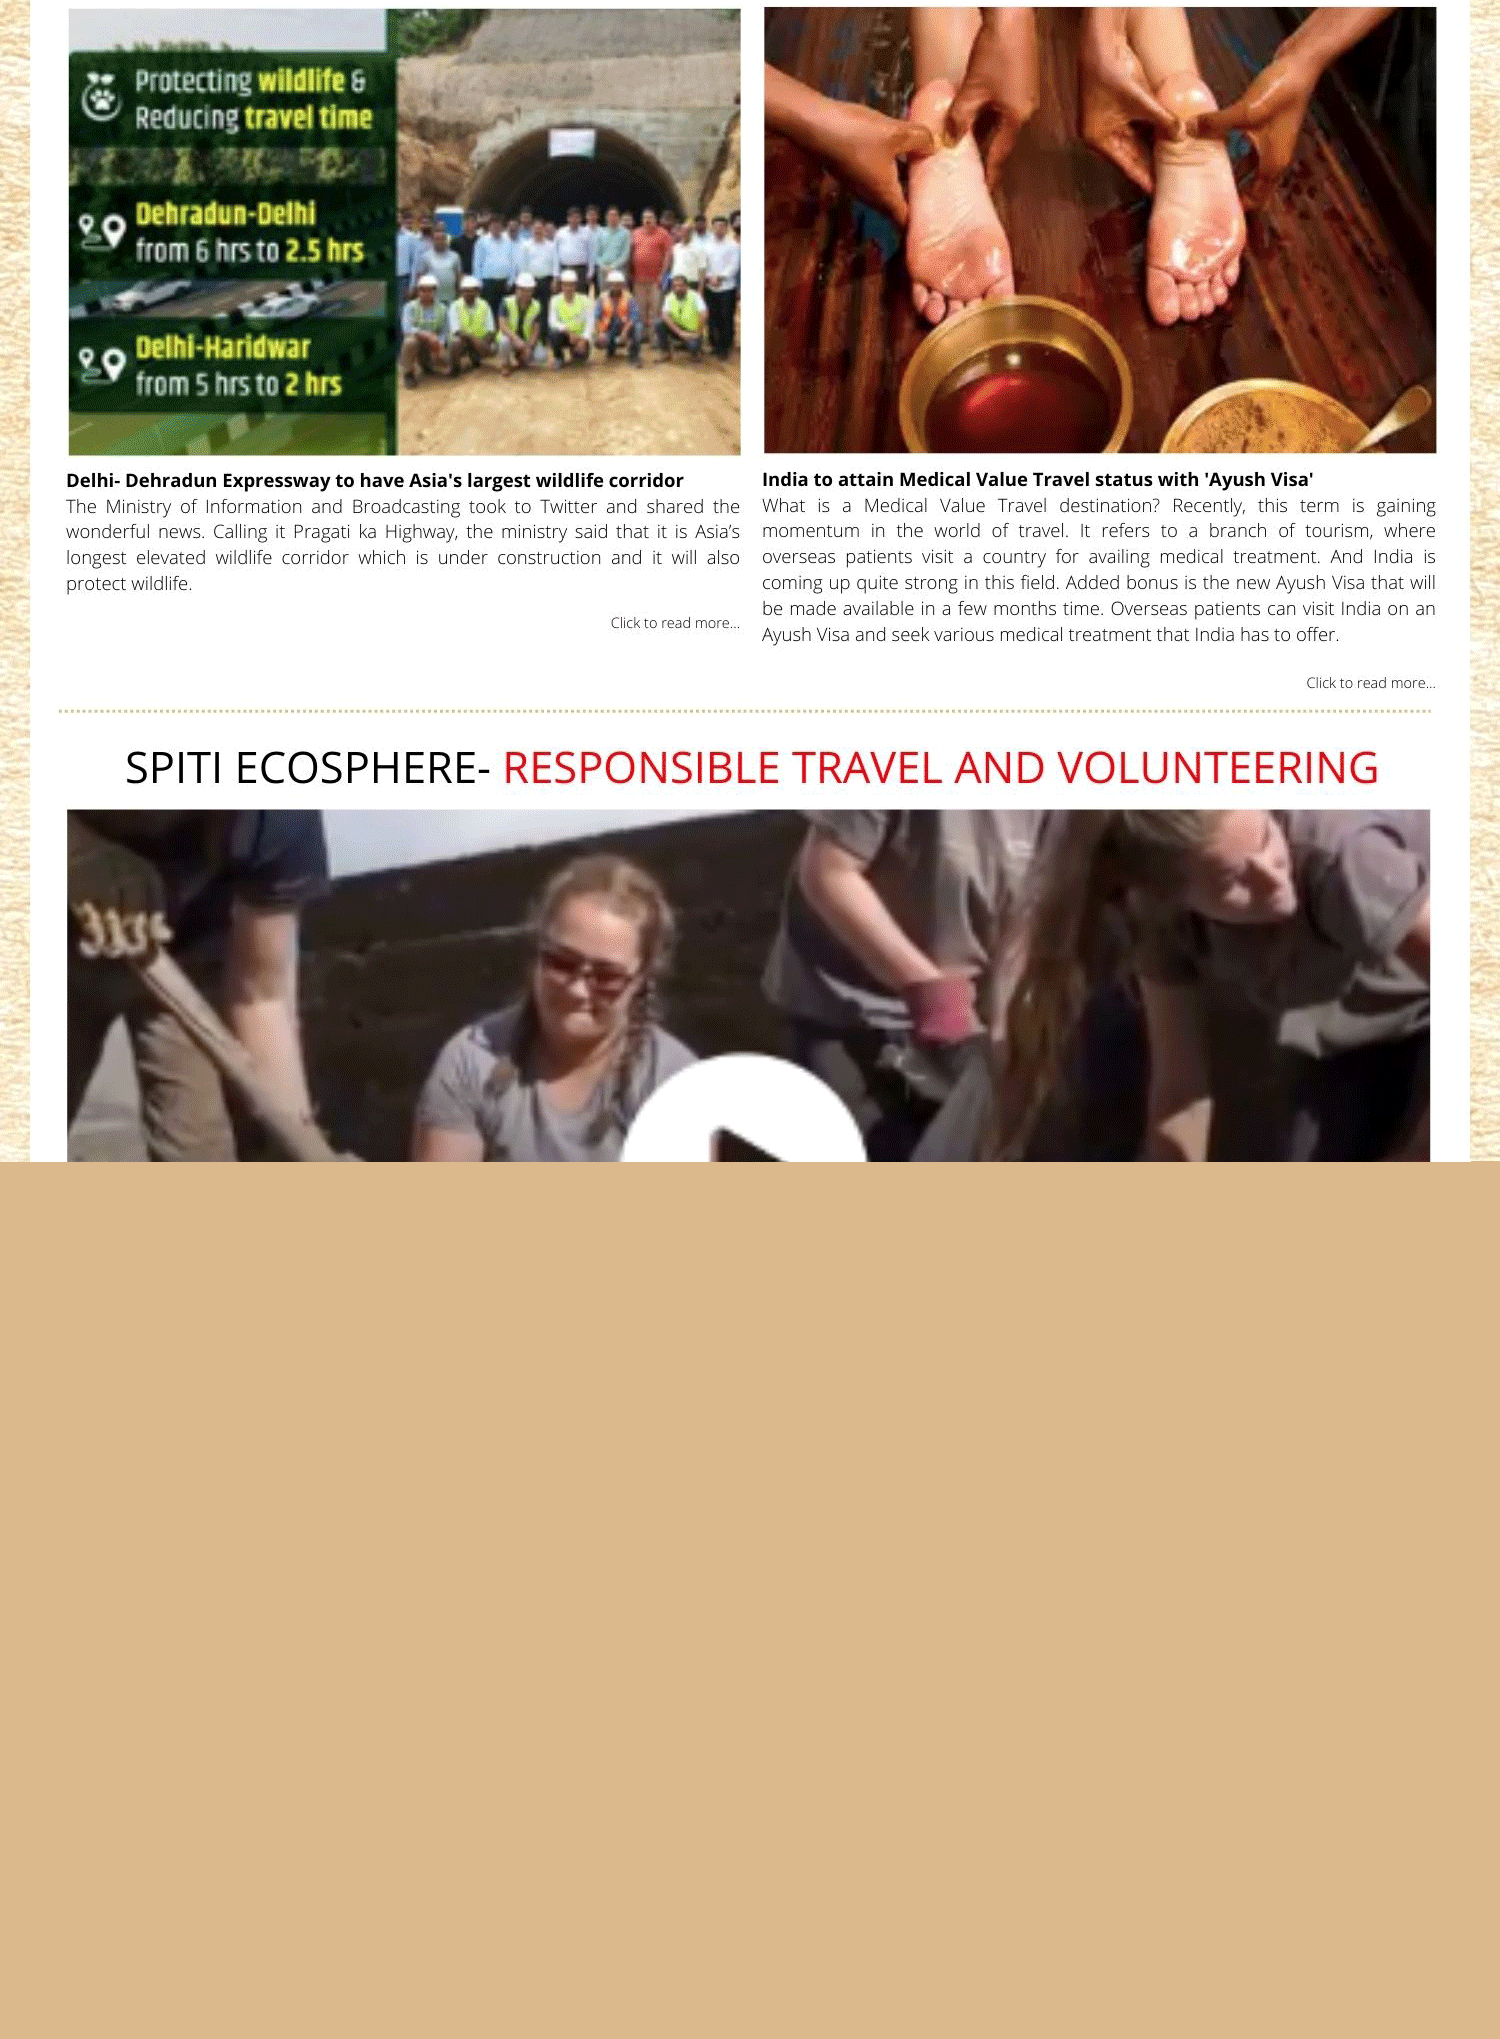 Protecting wildlife &
Reducing travel time
Dehradun-Delhi
from 6 hrs to 2.5 hrs
Delhi-Haridwar
from 5 hrs to 2 hrs
Delhi- Dehradun Expressway to have Asia's largest wildlife corridor
The Ministry of Information and Broadcasting took to Twitter and shared the
wonderful news. Calling it Pragati ka Highway, the ministry said that it is Asia’s
longest elevated wildlife corridor which is under construction and it will also
protect wildlife.
Click to read more...
India to attain Medical Value Travel status with 'Ayush Visa'
What is a Medical Value Travel destination? Recently, this term is gaining
momentum in the world of travel. It refers to a branch of tourism, where
overseas patients visit a country for availing medical treatment. And India is
coming up quite strong in this field. Added bonus is the new Ayush Visa that will
be made available in a few months time. Overseas patients can visit India on an
Ayush Visa and seek various medical treatment that India has to offer.
Click to read more...
SPITI ECOSPHERE- RESPONSIBLE TRAVEL AND VOLUNTEERING